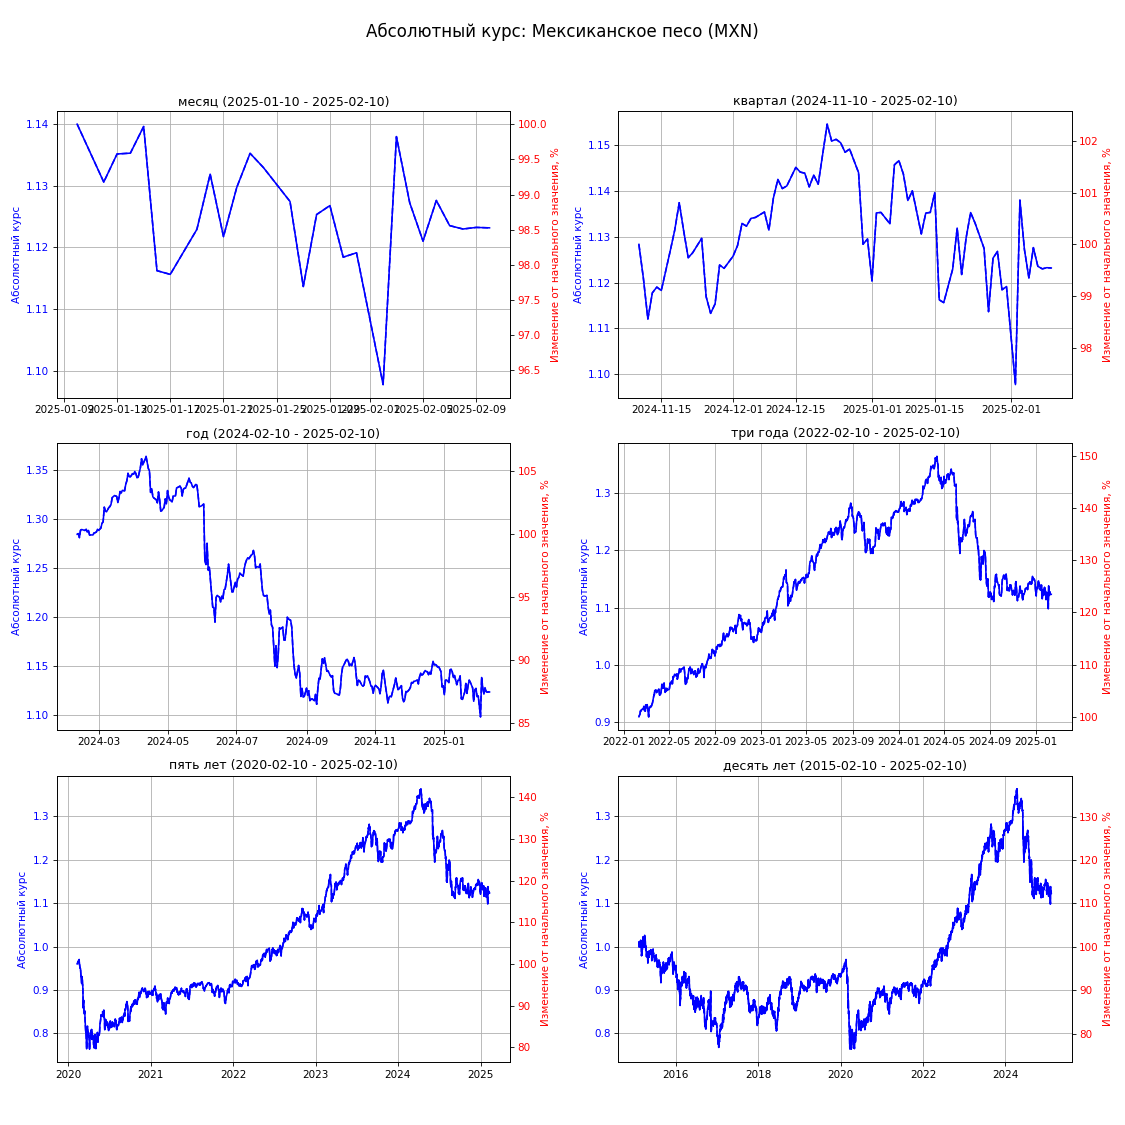 Абсолютный курс: Мексиканское песо (MXN)
месяц (2025-01-10 - 2025-02-10)
Абсолютный курс
1.14
1.13
1.12
1.11
1.10
100.0
99.5
99.0
98.5
98.0
97.5
97.0
96.5
Изменение от начального значения, %
2025-01-09 2025-01-13 2025-01-17 2025-01-21 2025-01-25 2025-01-29 2025-02-01 2025-02-05 2025-02-09
квартал (2024-11-10 - 2025-02-10)
Абсолютный курс
1.15
1.14
1.13
1.12
1.11
1.10
102
101
100
99
98
Изменение от начального значения, %
2024-11-15 2024-12-01 2024-12-15 2025-01-01 2025-01-15 2025-02-01
год (2024-02-10 - 2025-02-10)
Абсолютный курс
1.35
1.30
1.25
1.20
1.15
1.10
105
100
95
90
85
Изменение от начального значения, %
2024-03 2024-05 2024-07 2024-09 2024-11 2025-01
три года (2022-02-10 - 2025-02-10)
Абсолютный курс
1.3
1.2
1.1
1.0
0.9
150
140
130
120
110
100
Изменение от начального значения, %
2022-01 2022-05 2022-09 2023-01 2023-05 2023-09 2024-01 2024-05 2024-09 2025-01
пять лет (2020-02-10 - 2025-02-10)
Абсолютный курс
1.3
1.2
1.1
1.0
0.9
0.8
140
130
120
110
100
90
80
Изменение от начального значения, %
2020 2021 2022 2023 2024 2025
десять лет (2015-02-10 - 2025-02-10)
Абсолютный курс
1.3
1.2
1.1
1.0
0.9
0.8
130
120
110
100
90
80
Изменение от начального значения, %
2016 2018 2020 2022 2024